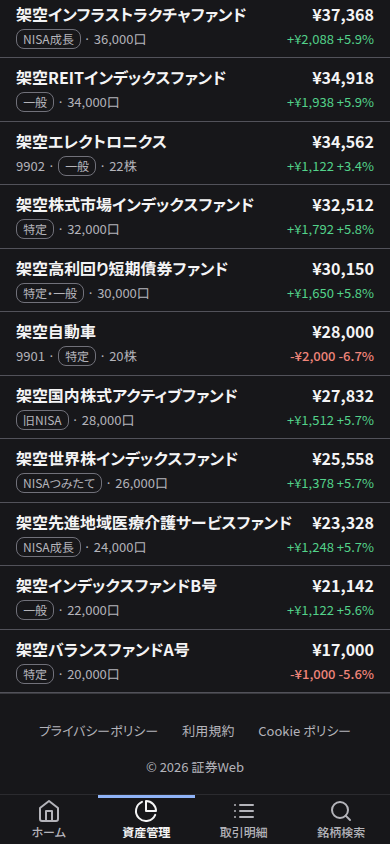 架空インフラストラクチャファンド ¥37,368
NISA成長 · 36,000口 +¥2,088 +5.9%
架空REITインデックスファンド ¥34,918
一般 · 34,000口 +¥1,938 +5.9%
架空エレクトロニクス ¥34,562
9902 · 一般 · 22株 +¥1,122 +3.4%
架空株式市場インデックスファンド ¥32,512
特定 · 32,000口 +¥1,792 +5.8%
架空高利回り短期債券ファンド ¥30,150
特定・一般 · 30,000口 +¥1,650 +5.8%
架空自動車 ¥28,000
9901 · 特定 · 20株 -¥2,000 -6.7%
架空国内株式アクティブファンド ¥27,832
旧NISA · 28,000口 +¥1,512 +5.7%
架空世界株インデックスファンド ¥25,558
NISAつみたて · 26,000口 +¥1,378 +5.7%
架空先進地域医療介護サービスファンド ¥23,328
NISA成長 · 24,000口 +¥1,248 +5.7%
架空インデックスファンドB号 ¥21,142
一般 · 22,000口 +¥1,122 +5.6%
架空バランスファンドA号 ¥17,000
特定 · 20,000口 -¥1,000 -5.6%
プライバシーポリシー 利用規約 Cookie ポリシー
© 2026 証券Web
ホーム 資産管理 取引明細 銘柄検索